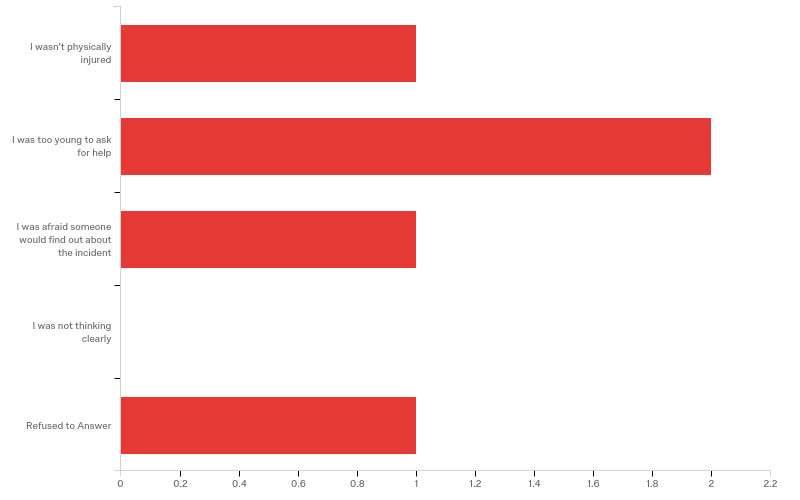 I wasn't physically
injured
I was too young to ask
for help
I was afraid someone
would find out about
the incident
I was not thinking
clearly
Refused to Answer
0 0.2 0.4 0.6 0.8 1 1.2 1.4 1.6 1.8 2 2.2